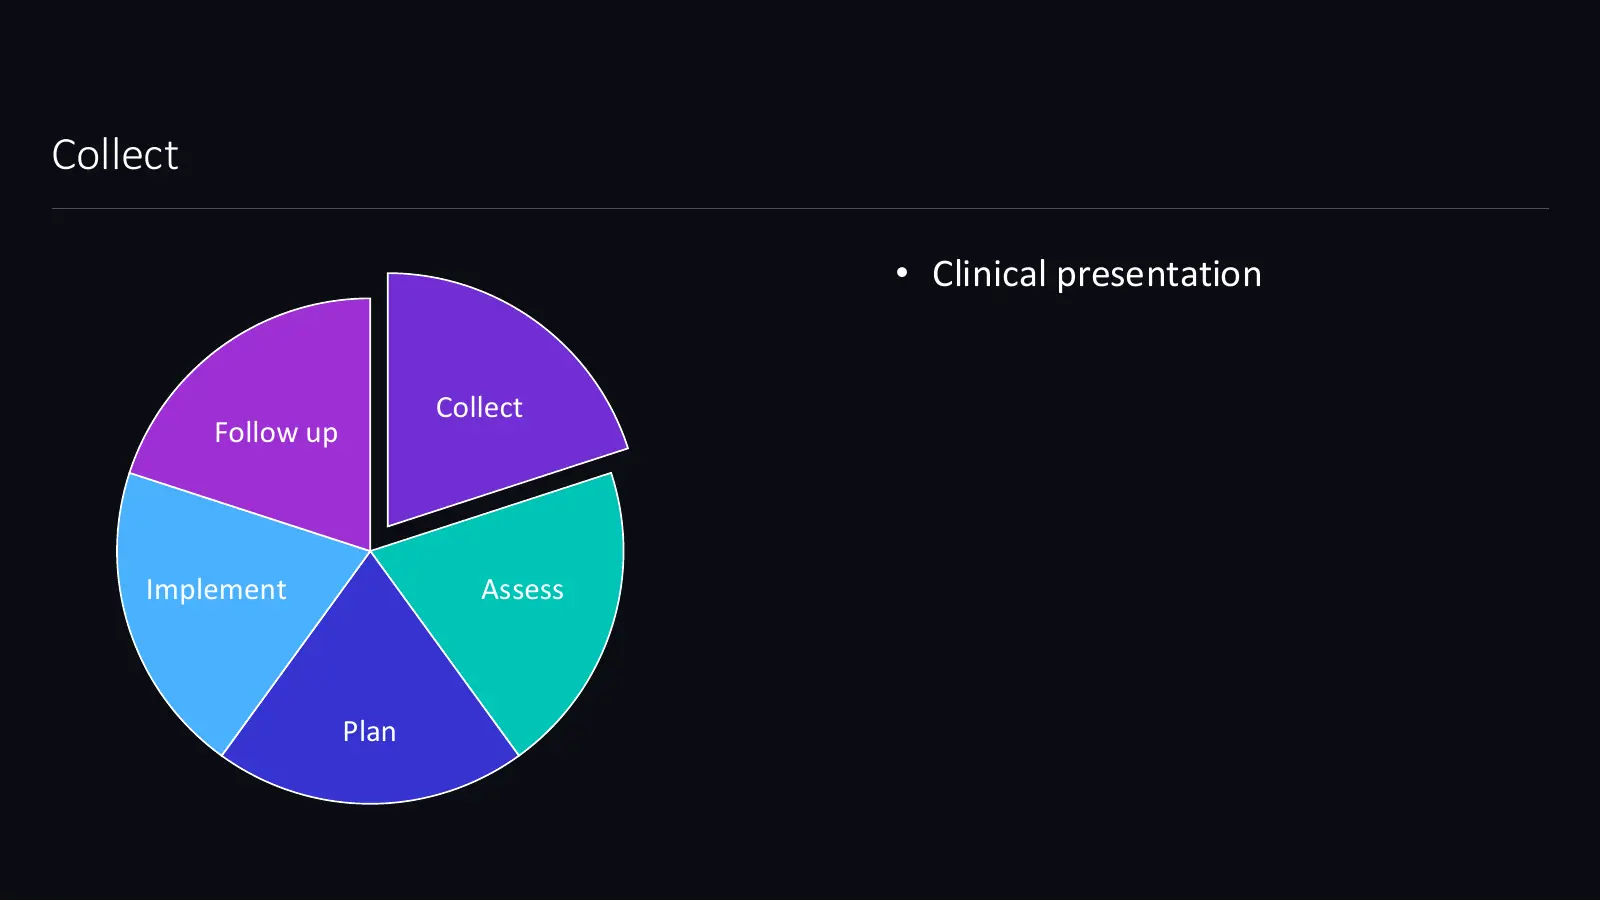 Collect
• Clinical presentation
Collect
Follow up
Implement
Assess
Plan